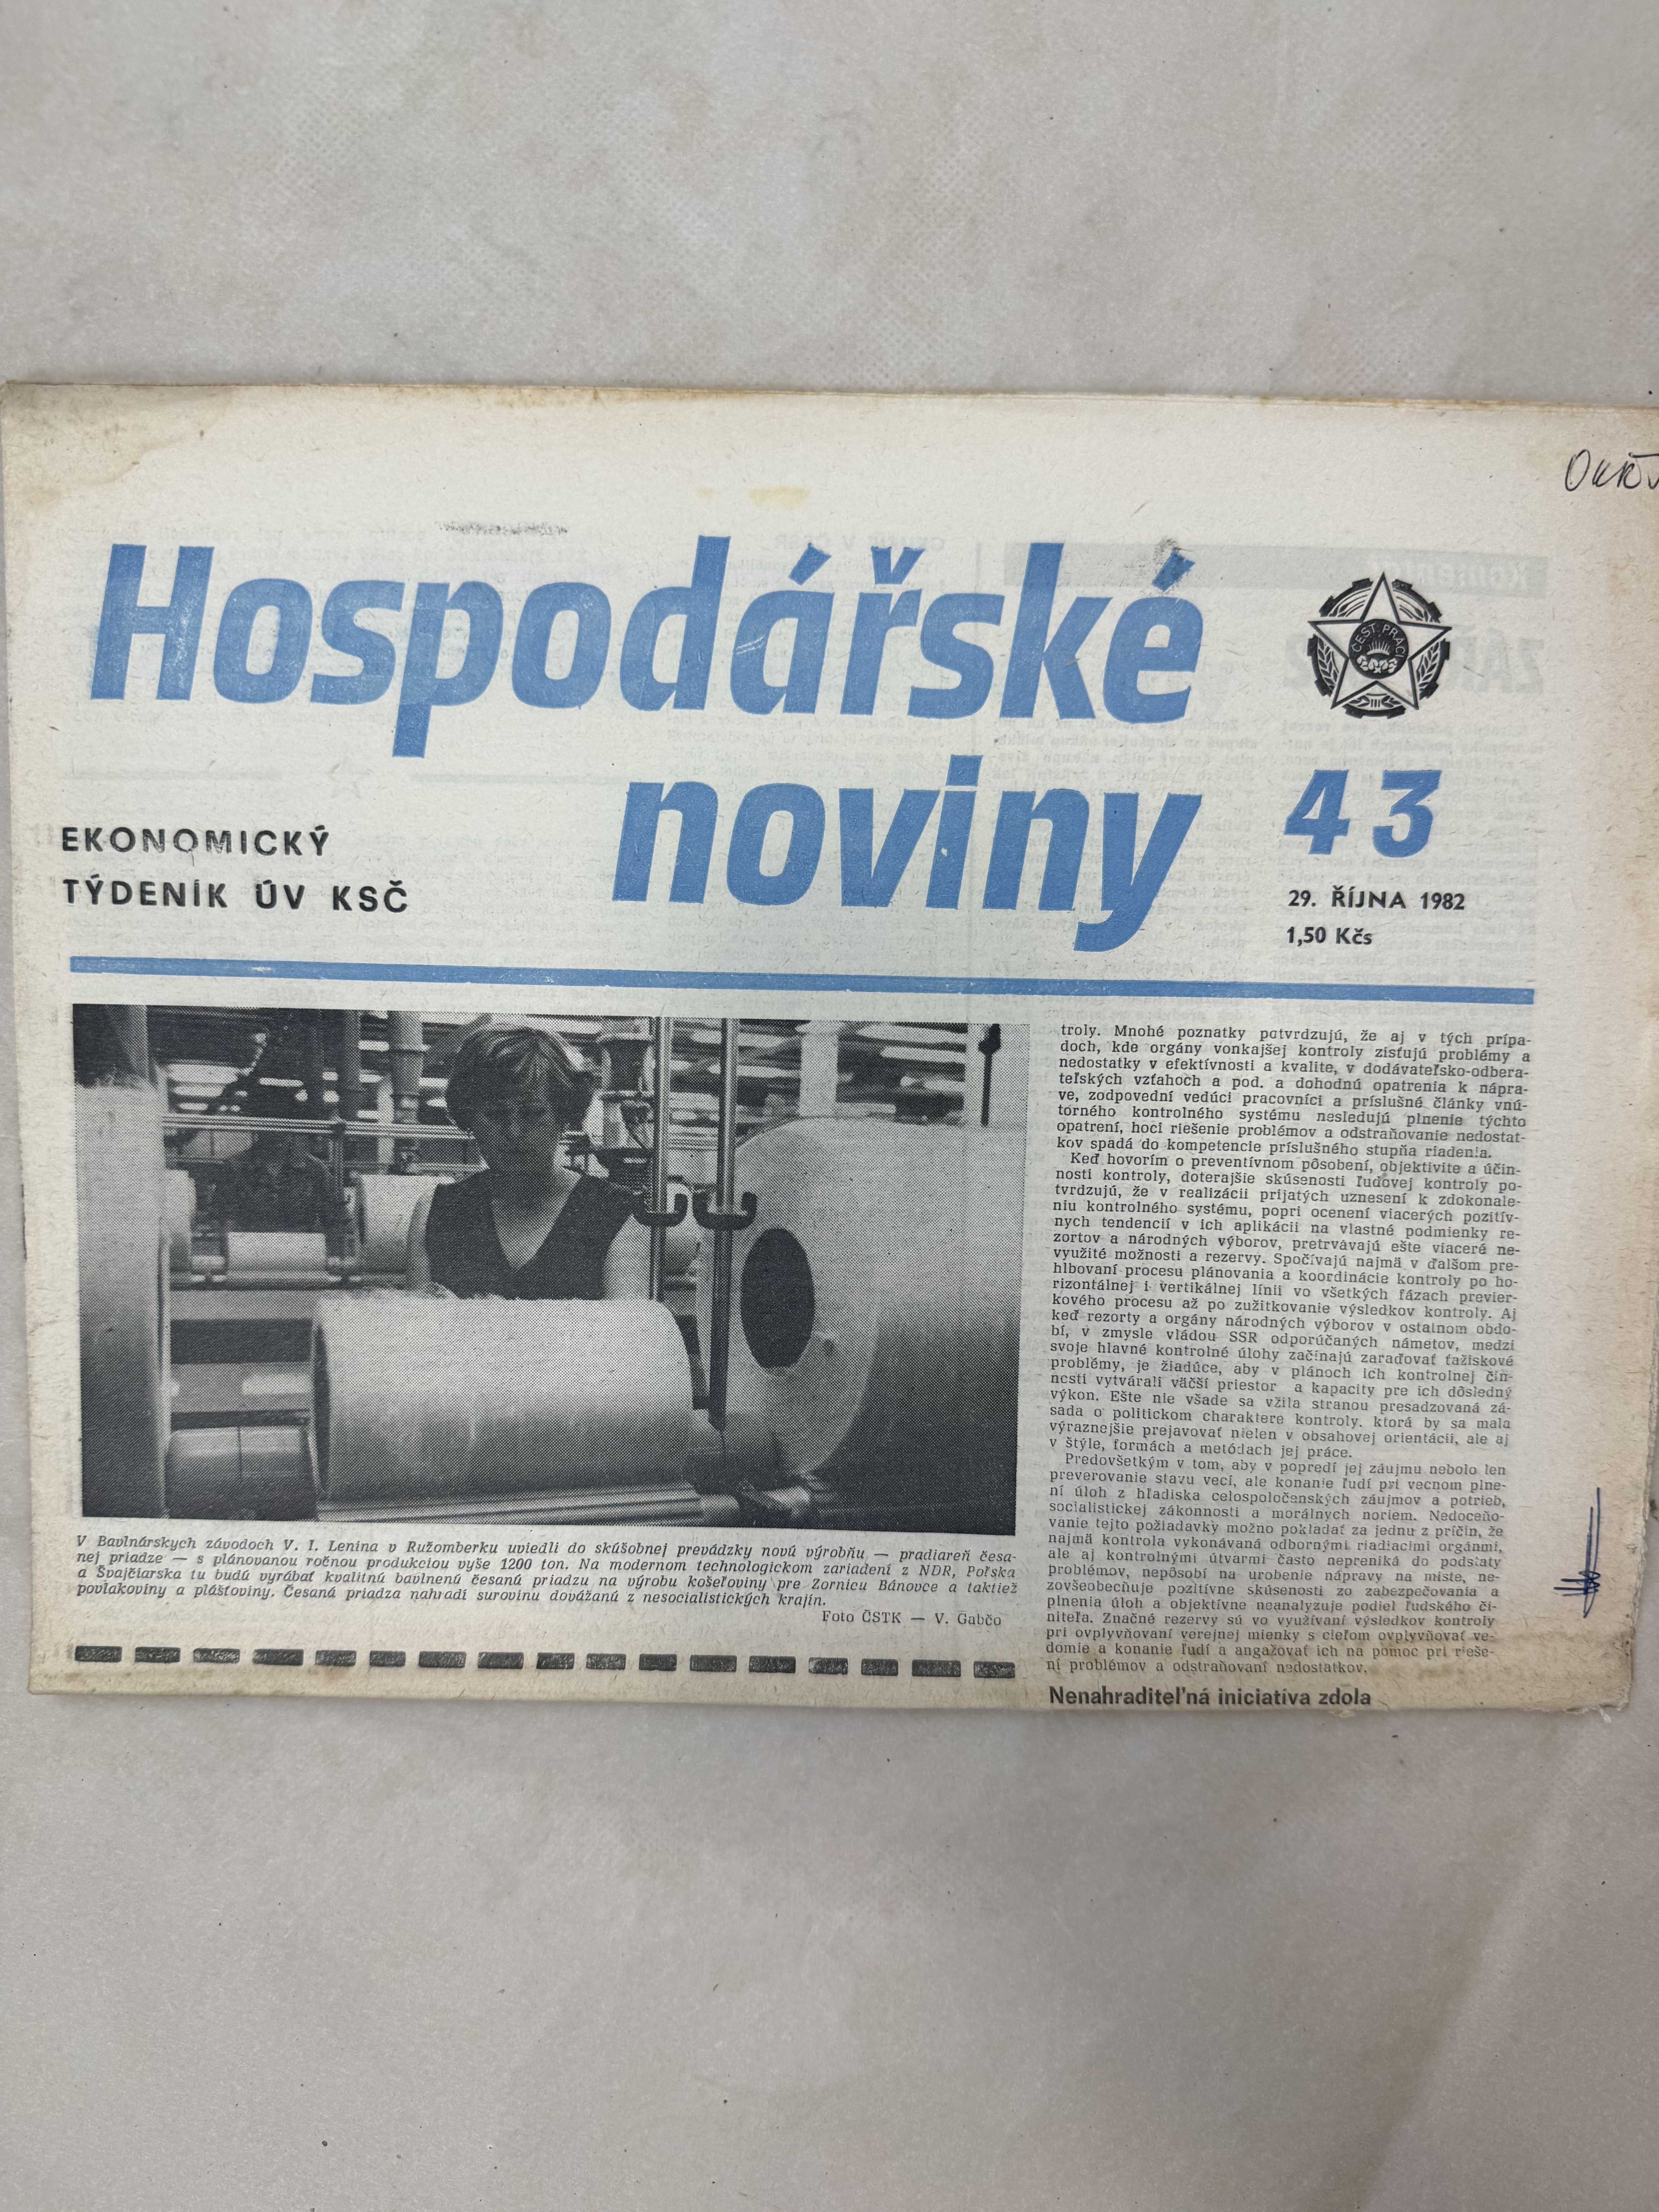 Hospodářské
noviny
EKONOMICKÝ
TÝDENÍK ÚV KSČ
ČEST PRÁCI
43
29. ŘÍJNA 1982
1,50 Kčs
V Bavlnárskych závodoch V. I. Lenina v Ružomberku uviedli do skúšobnej prevádzky novú výrobňu — pradiareň česa-
nej priadze — s plánovanou ročnou produkciou vyše 1200 ton. Na modernom technologickom zariadení z NDR, Poľska
a Švajčiarska tu budú vyrábať kvalitnú bavlnenú česanú priadzu na výrobu košeľoviny pre Zornicu Bánovce a taktiež
povlakoviny a plášťoviny. Česaná priadza nahradí surovinu dovážanú z nesocialistických krajín.
Foto ČSTK — V. Gabčo
troly. Mnohé poznatky potvrdzujú, že aj v tých prípa-
doch, kde orgány vonkajšej kontroly zisťujú problémy a
nedostatky v efektívnosti a kvalite, v dodávateľsko-odbera-
teľských vzťahoch a pod. a dohodnú opatrenia k nápra-
ve, zodpovední vedúci pracovníci a príslušné články vnú-
torného kontrolného systému nesledujú plnenie týchto
opatrení, hoci riešenie problémov a odstraňovanie nedostat-
kov spadá do kompetencie príslušného stupňa riadenia.
Keď hovorím o preventívnom pôsobení, objektivite a účin-
nosti kontroly, doterajšie skúsenosti ľudovej kontroly po-
tvrdzujú, že v realizácii prijatých uznesení k zdokonale-
niu kontrolného systému, popri ocenení viacerých pozitív-
nych tendencií v ich aplikácii na vlastné podmienky re-
zortov a národných výborov, pretrvávajú ešte viaceré ne-
využité možnosti a rezervy. Spočívajú najmä v ďalšom pre-
hlbovaní procesu plánovania a koordinácie kontroly po ho-
rizontálnej i vertikálnej línii vo všetkých fázach previer-
kového procesu až po zužitkovanie výsledkov kontroly. Aj
keď rezorty a orgány národných výborov v ostatnom obdo-
bí, v zmysle vládou SSR odporúčaných námetov, medzi
svoje hlavné kontrolné úlohy začínajú zaraďovať ťažiskové
problémy, je žiadúce, aby v plánoch ich kontrolnej čin-
nosti vytvárali väčší priestor a kapacity pre ich dôsledný
výkon. Ešte nie všade sa vžila stranou presadzovaná zá-
sada o politickom charaktere kontroly. ktorá by sa mala
výraznejšie prejavovať nielen v obsahovej orientácii, ale aj
v štýle, formách a metódach jej práce.
Predovšetkým v tom, aby v popredí jej záujmu nebolo len
preverovanie stavu vecí, ale konanie ľudí pri vecnom plne-
ní úloh z hľadiska celospoločenských záujmov a potrieb,
socialistickej zákonnosti a morálnych noriem. Nedoceňo-
vanie tejto požiadavky možno pokladať za jednu z príčin, že
najmä kontrola vykonávaná odbornými riadiacimi orgánmi,
ale aj kontrolnými útvarmi často nepreniká do podstaty
problémov, nepôsobí na urobenie nápravy na mieste, ne-
zovšeobecňuje pozitívne skúsenosti zo zabezpečovania a
plnenia úloh a objektívne neanalyzuje podiel ľudského či-
niteľa. Značné rezervy sú vo využívaní výsledkov kontroly
pri ovplyvňovaní verejnej mienky s cieľom ovplyvňovať ve-
domie a konanie ľudí a angažovať ich na pomoc pri rieše-
ní problémov a odstraňovaní nedostatkov.
Nenahraditeľná iniciatíva zdola